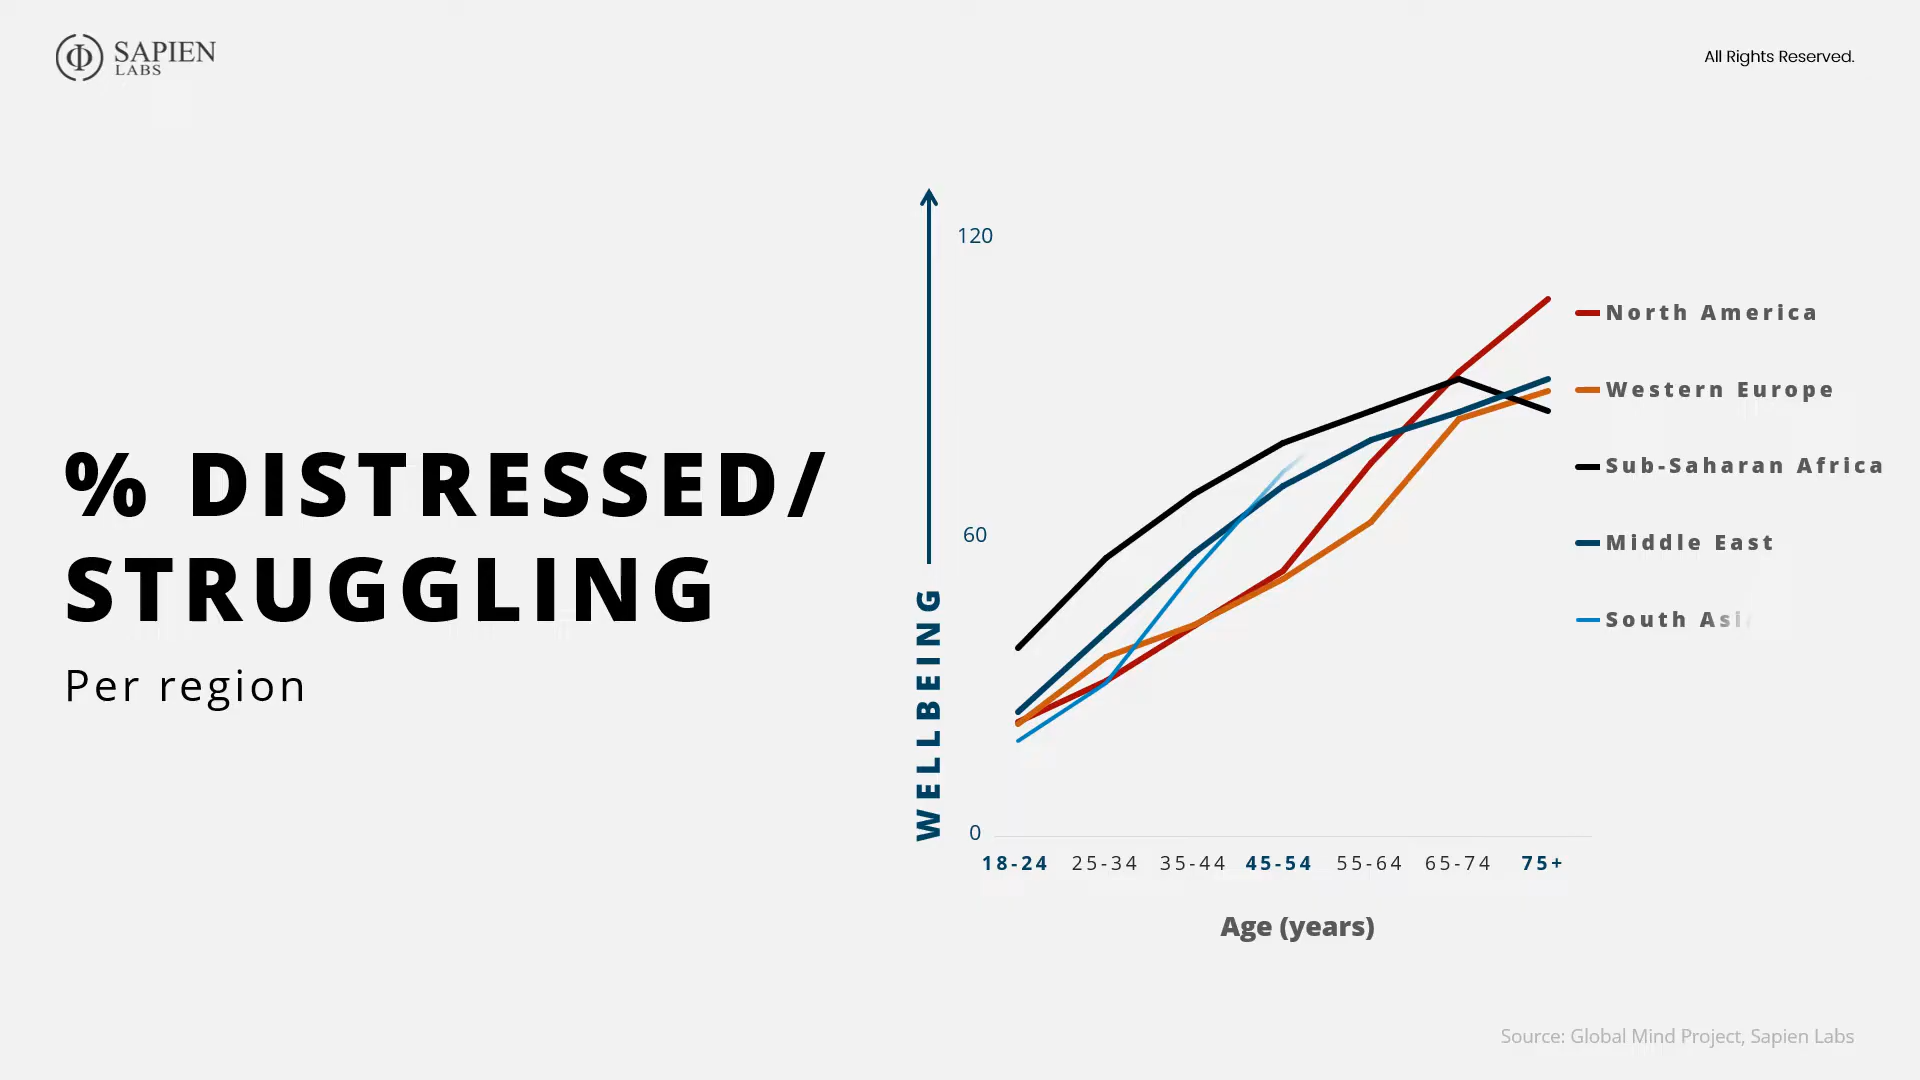 SAPIEN
LABS
All Rights Reserved.
% DISTRESSED/
STRUGGLING
Per region
WELLBEING
120
60
0
18-24 25-34 35-44 45-54 55-64 65-74 75+
Age (years)
North America
Western Europe
Sub-Saharan Africa
Middle East
South
Source: Global Mind Project, Sapien Labs